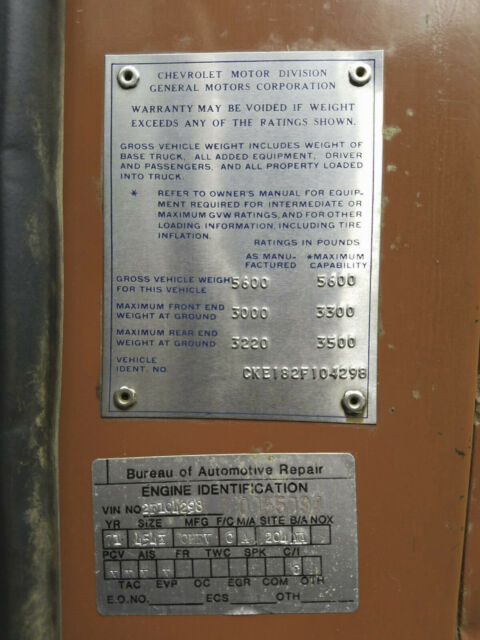 CHEVROLET MOTOR DIVISION
GENERAL MOTORS CORPORATION
WARRANTY MAY BE VOIDED IF WEIGHT
EXCEEDS ANY OF THE RATINGS SHOWN.
GROSS VEHICLE WEIGHT INCLUDES WEIGHT OF
BASE TRUCK, ALL ADDED EQUIPMENT, DRIVER
AND PASSENGERS, AND ALL PROPERTY LOADED
INTO TRUCK.
* REFER TO OWNER'S MANUAL FOR EQUIP-
MENT REQUIRED FOR INTERMEDIATE OR
MAXIMUM GVW RATINGS, AND FOR OTHER
LOADING INFORMATION, INCLUDING TIRE
INFLATION.
RATINGS IN POUNDS
AS MANU- *MAXIMUM
FACTURED CAPABILITY
GROSS VEHICLE WEIGH
FOR THIS VEHICLE 5600 5600
MAXIMUM FRONT END
WEIGHT AT GROUND 3000 3300
MAXIMUM REAR END
WEIGHT AT GROUND 3220 3500
VEHICLE
IDENT. NO. CKE182F104298
Bureau of Automotive Repair
ENGINE IDENTIFICATION
VIN NO 2F104298
YR SIZE MFG F/C M/A SITE B/A NOX
71 454 A 204
PCV AIS FR TWC SPK C/I
TAC EVP OC EGR COM OTH
E.O.NO. ECS OTH